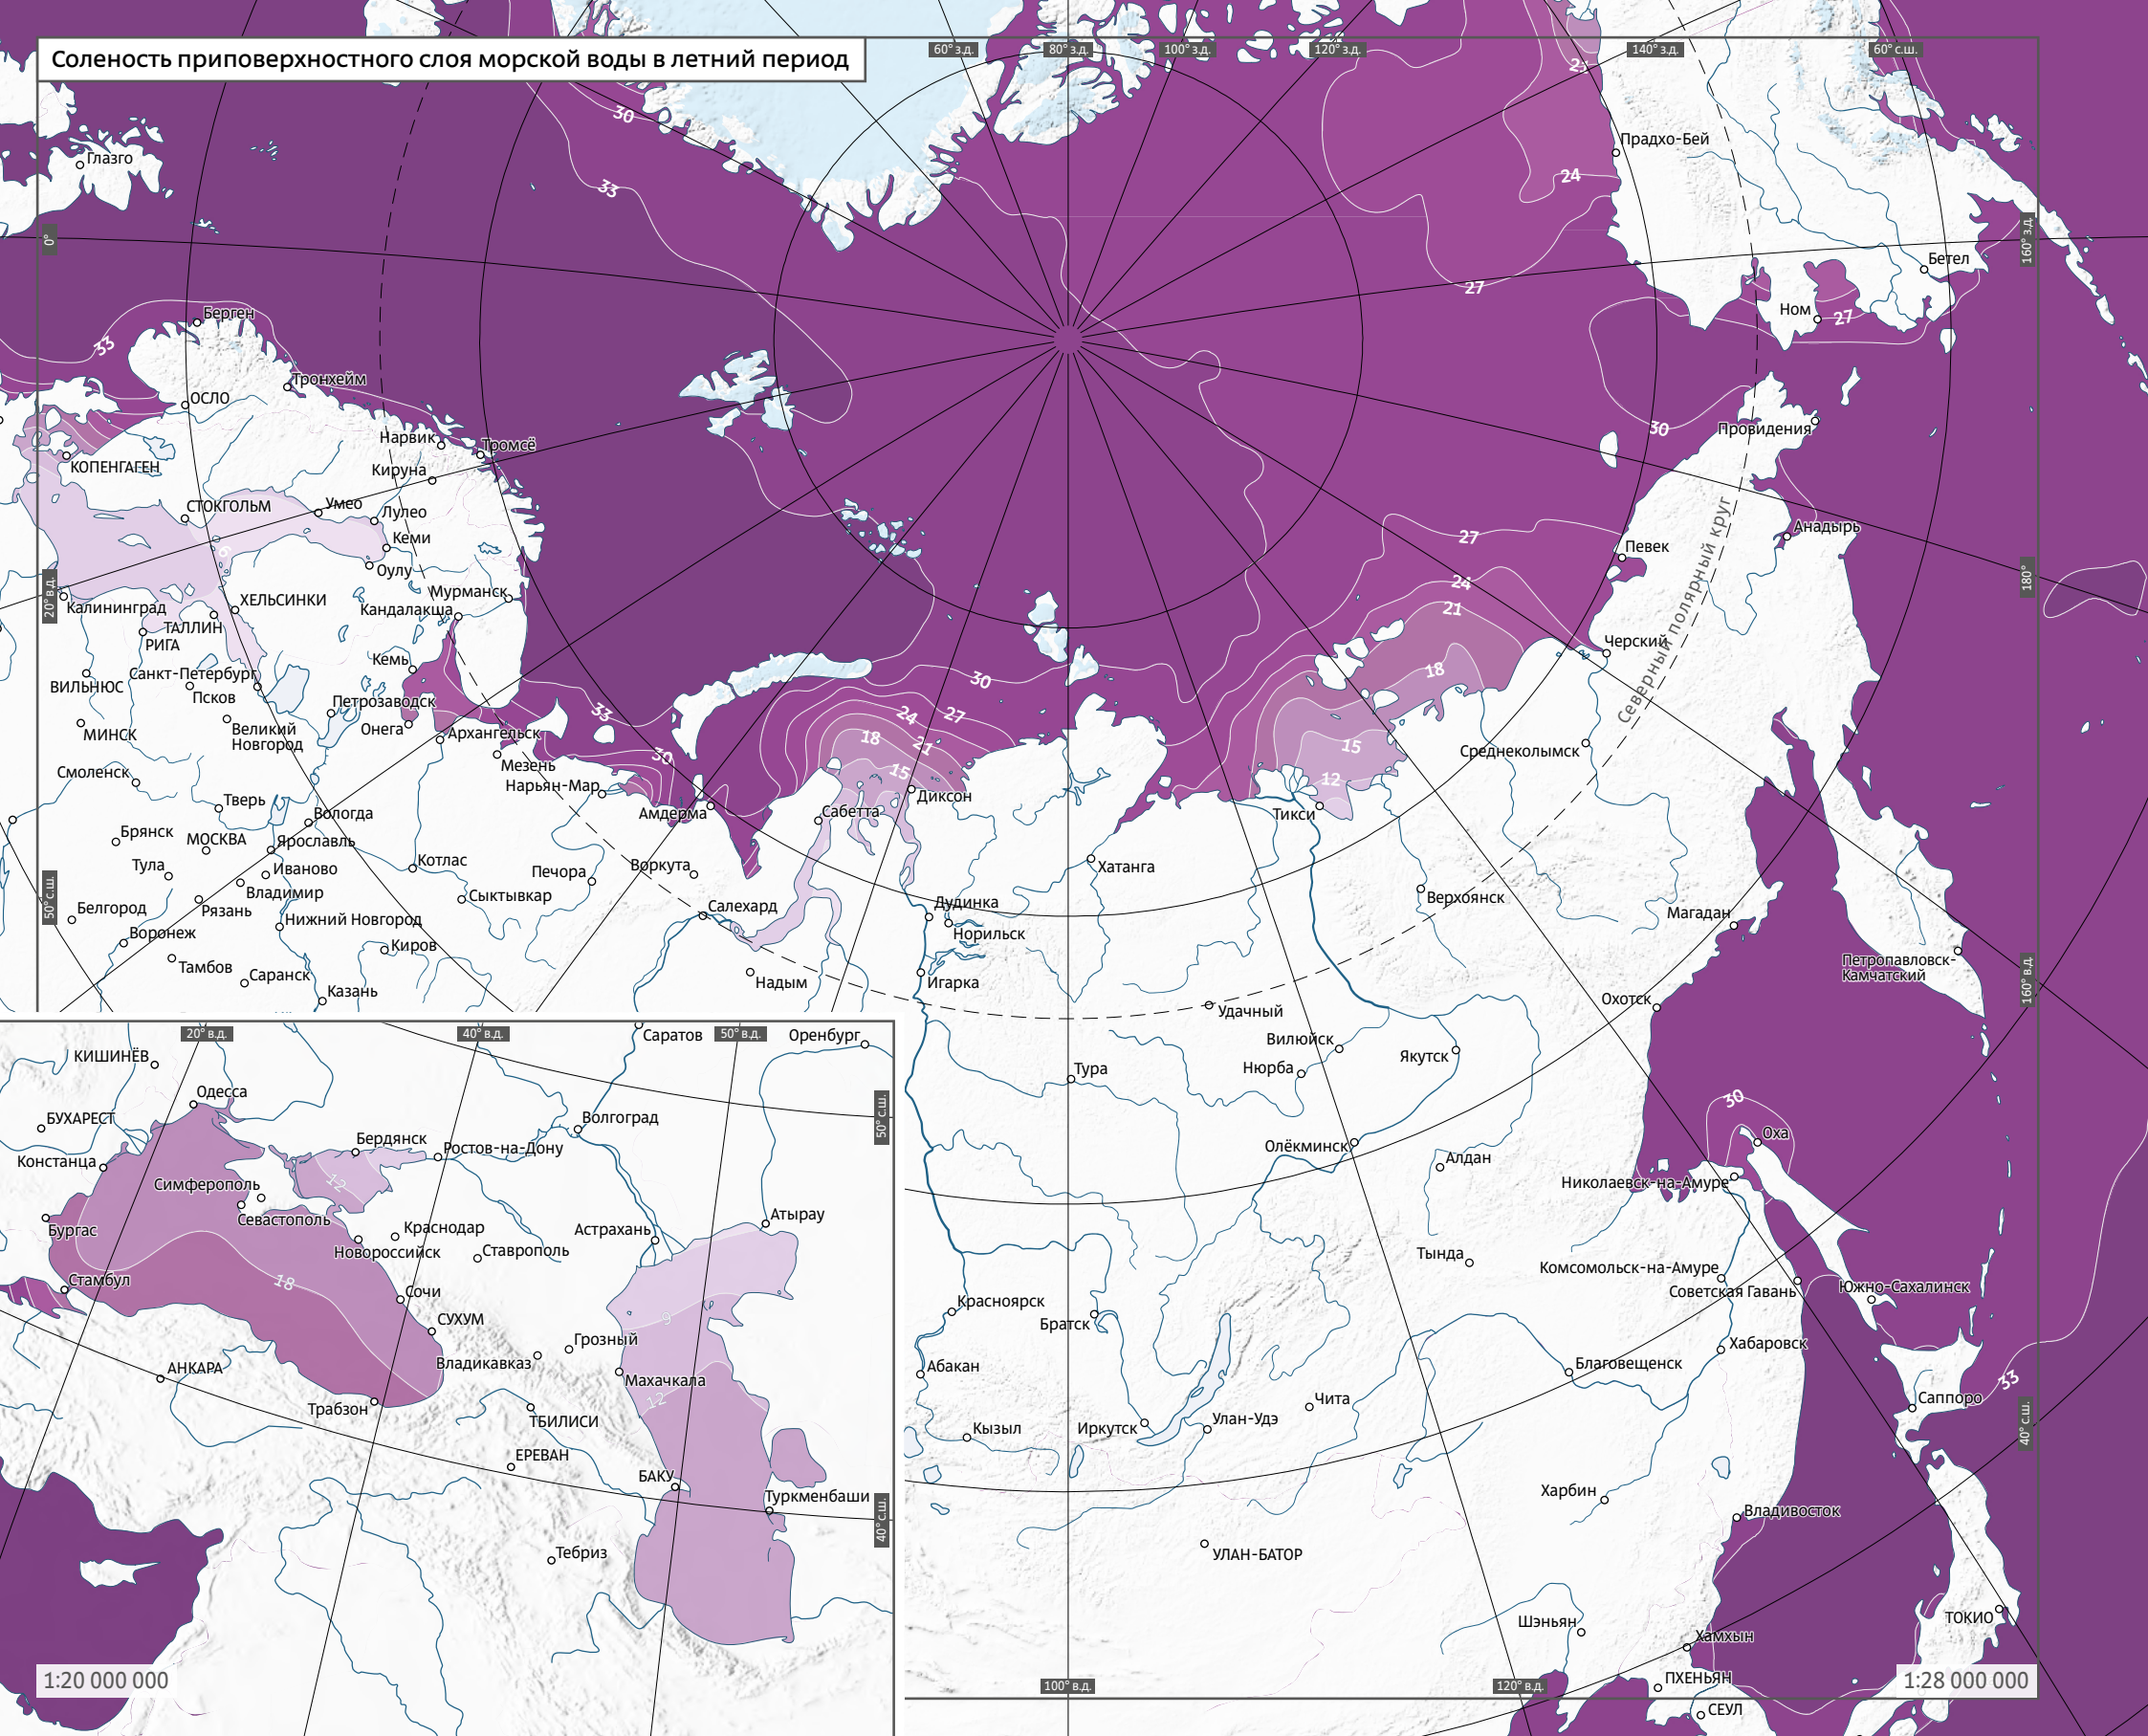 Соленость приповерхностного слоя морской воды в летний период
60° з.д.
80° з.д.
100° з.д.
120° з.д.
140° з.д.
60° с.ш.
30
21
Прадхо-Бей
Глазго
33
24
0°
160° з.д.
Бетел
27
Ном
27
Берген
33
Тронхейм
ОСЛО
30
Провидения
Нарвик
Тромсё
КОПЕНГАГЕН
Кируна
СТОКГОЛЬМ
Умео
Лулео
Северный полярный круг
Анадырь
27
Кеми
6
Певек
Оулу
20° в.д.
180°
24
Мурманск
ХЕЛЬСИНКИ
Калининград
Кандалакша
21
ТАЛЛИН
РИГА
Черский
Кемь
18
Санкт-Петербург
30
ВИЛЬНЮС
Псков
Петрозаводск
33
24
27
Великий
Новгород
Онега
Архангельск
МИНСК
18
21
15
Среднеколымск
30
Мезень
15
Смоленск
12
Нарьян-Мар
Диксон
Тверь
Вологда
Амдерма
Сабетта
Тикси
Брянск
МОСКВА
Ярославль
Котлас
Воркута
Хатанга
Тула
Иваново
Печора
Владимир
Сыктывкар
Верхоянск
50° с.ш.
Белгород
Рязань
Салехард
Дудинка
Нижний Новгород
Магадан
Воронеж
Норильск
Киров
Тамбов
Саранск
Петропавловск-
Камчатский
160° в.д.
Надым
Игарка
Казань
Охотск
Удачный
20° в.д.
40° в.д.
Саратов
50° в.д.
Оренбург
Вилюйск
КИШИНЁВ
Якутск
Тура
Нюрба
Одесса
30
50° с.ш.
БУХАРЕСТ
Волгоград
Оха
Бердянск
Ростов-на-Дону
Олёкминск
Констанца
Алдан
12
Симферополь
Николаевск-на-Амуре
Севастополь
Атырау
Бургас
Краснодар
Астрахань
Новороссийск
Ставрополь
Тында
Комсомольск-на-Амуре
Стамбул
18
Советская Гавань
Южно-Сахалинск
Сочи
Красноярск
СУХУМ
9
Братск
Грозный
Хабаровск
Владикавказ
Благовещенск
АНКАРА
Абакан
Махачкала
33
12
Чита
Саппоро
Трабзон
ТБИЛИСИ
Улан-Удэ
Кызыл
Иркутск
40° с.ш.
ЕРЕВАН
БАКУ
Харбин
Туркменбаши
Владивосток
40° с.ш.
Тебриз
УЛАН-БАТОР
ТОКИО
Шэньян
Хамхын
1:20 000 000
ПХЕНЬЯН
1:28 000 000
100° в.д.
120° в.д.
СЕУЛ